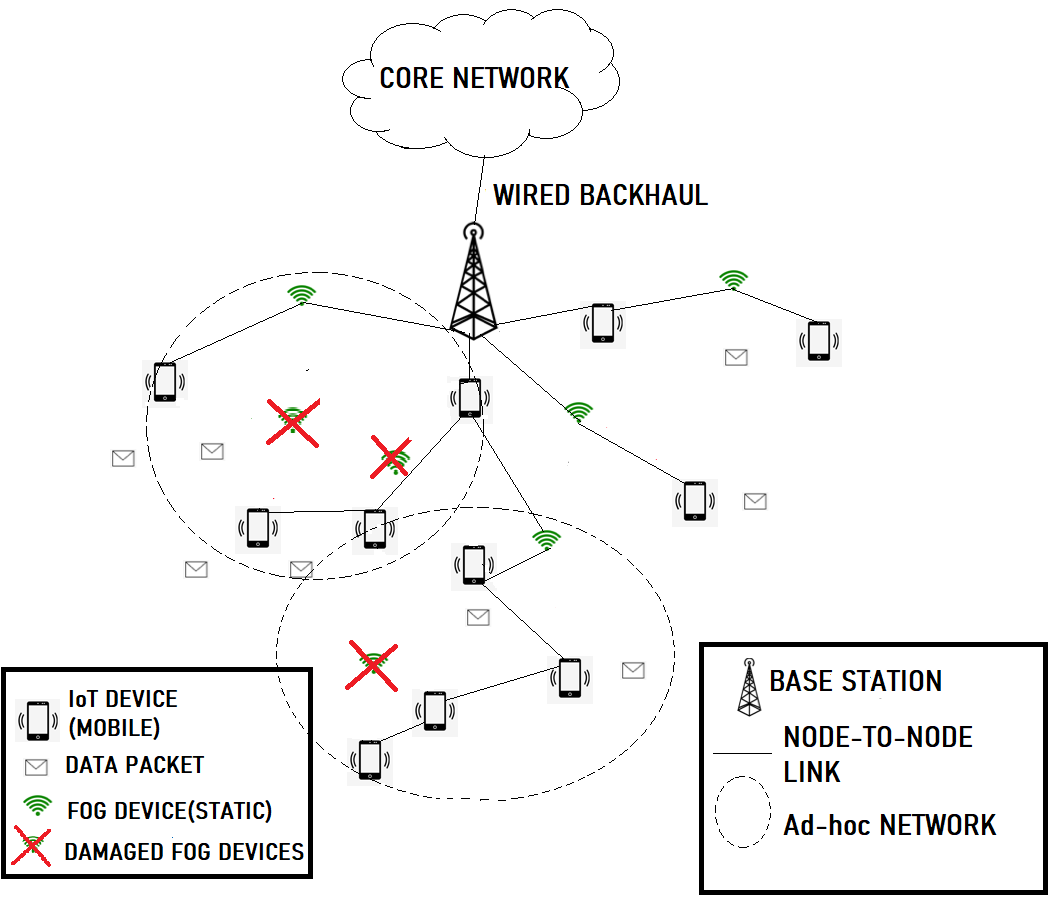 CORE NETWORK
WIRED BACKHAUL
IoT DEVICE
(MOBILE)
DATA PACKET
FOG DEVICE(STATIC)
DAMAGED FOG DEVICES
BASE STATION
NODE-TO-NODE
LINK
Ad-hoc NETWORK